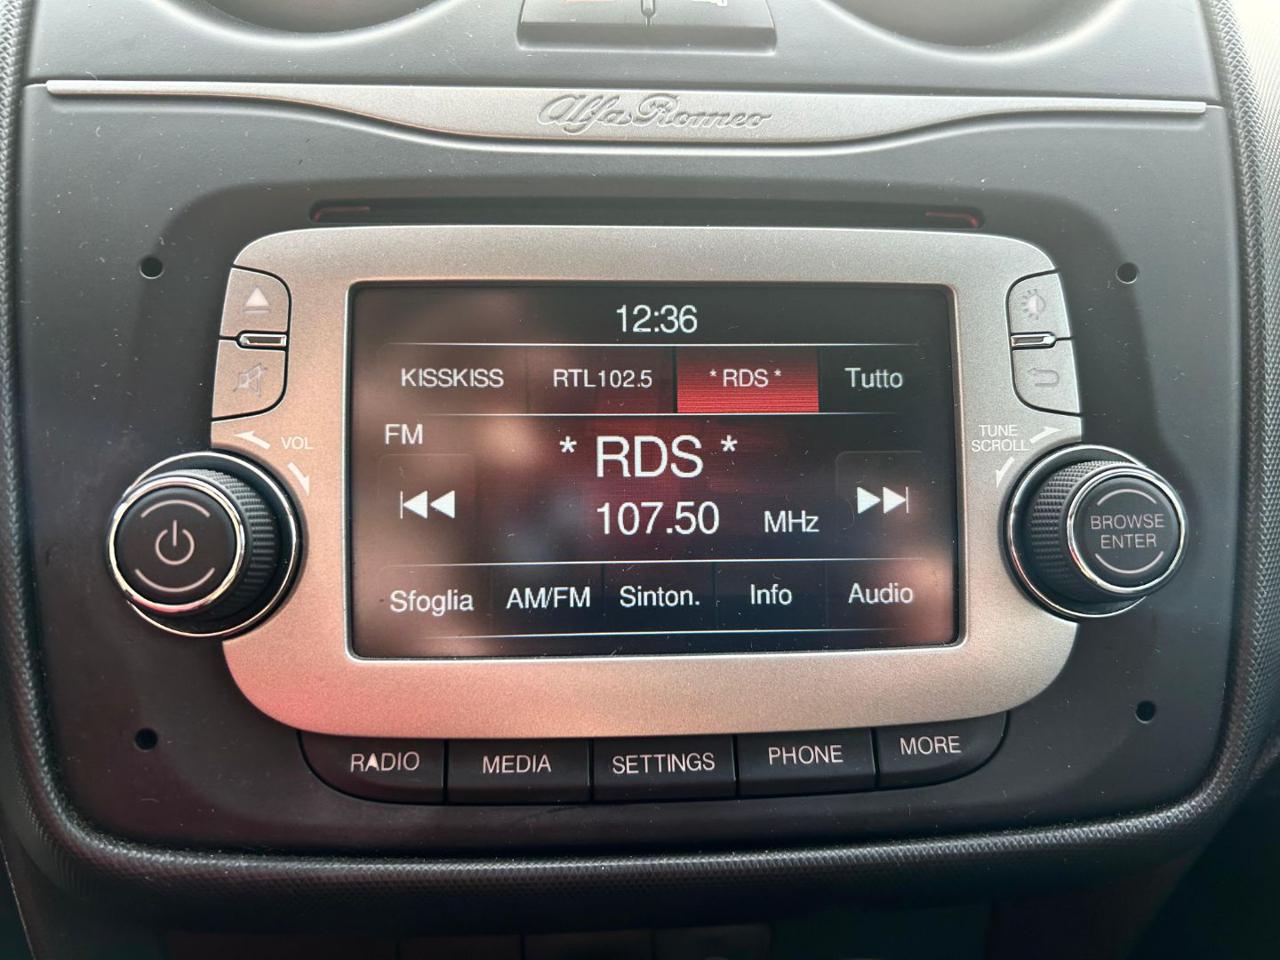 Alfa Romeo
12:36
KISSKISS RTL102.5 * RDS * Tutto
FM
* RDS *
107.50 MHz
Sfoglia AM/FM Sinton. Info Audio
VOL
TUNE
SCROLL
BROWSE
ENTER
RADIO MEDIA SETTINGS PHONE MORE